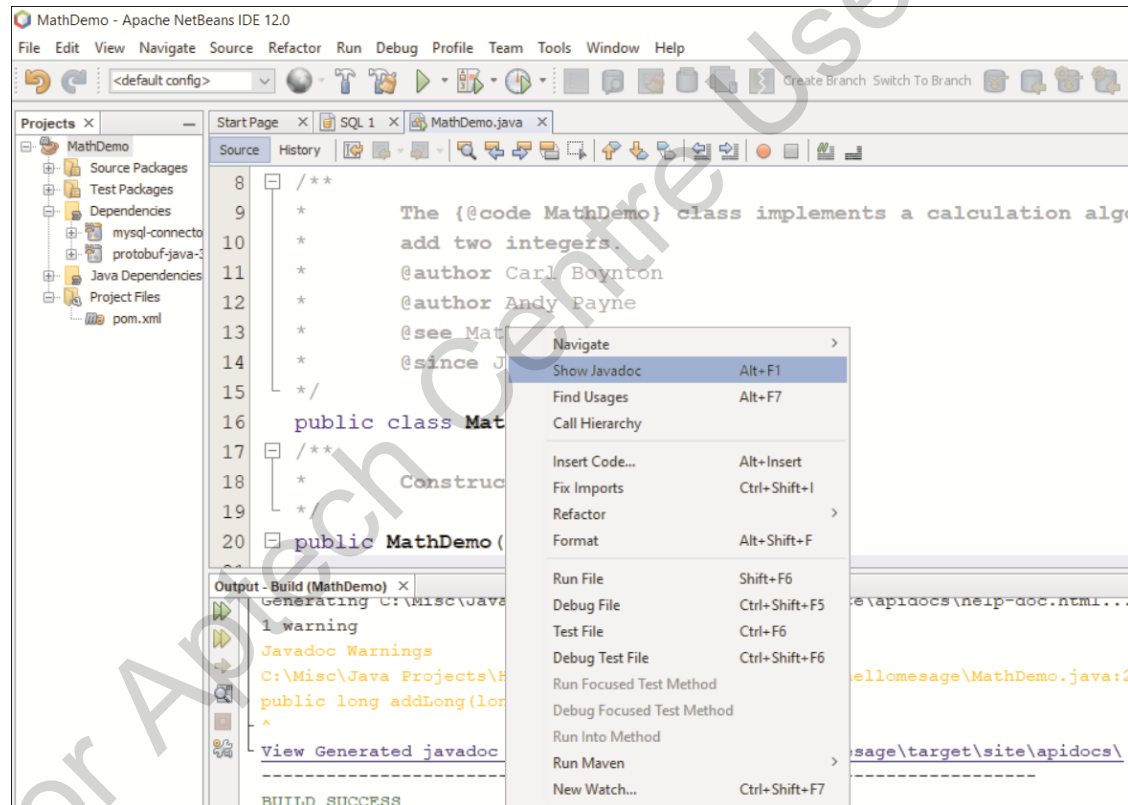 MathDemo - Apache NetBeans IDE 12.0
File Edit View Navigate Source Refactor Run Debug Profile Team Tools Window Help
<default config> Create Branch Switch To Branch
Projects
MathDemo
Source Packages
Test Packages
Dependencies
mysql-connecto
protobuf-java-3
Java Dependencies
Project Files
pom.xml
Start Page SQL 1 MathDemo.java
Source History
8 /**
9 * The {@code MathDemo} class implements a calculation algo
10 * add two integers.
11 * @author Carl Boynton
12 * @author Andy Payne
13 * @see Mat
14 * @since J
15 */
16 public class Mat
17 /**
18 * Construc
19 */
20 public MathDemo(
Navigate
Show Javadoc Alt+F1
Find Usages Alt+F7
Call Hierarchy
Insert Code... Alt+Insert
Fix Imports Ctrl+Shift+I
Refactor
Format Alt+Shift+F
Run File Shift+F6
Debug File Ctrl+Shift+F5
Test File Ctrl+F6
Debug Test File Ctrl+Shift+F6
Run Focused Test Method
Debug Focused Test Method
Run Into Method
Run Maven
New Watch... Ctrl+Shift+F7
Output - Build (MathDemo)
Generating C:\Misc\Java e\apidocs\help-doc.html...
1 warning
Javadoc Warnings
C:\Misc\Java Projects\H ellomesage\MathDemo.java:2
public long addLong(lon
^
View Generated javadoc sage\target\site\apidocs\
BUILD SUCCESS
or Aptech Centre Use